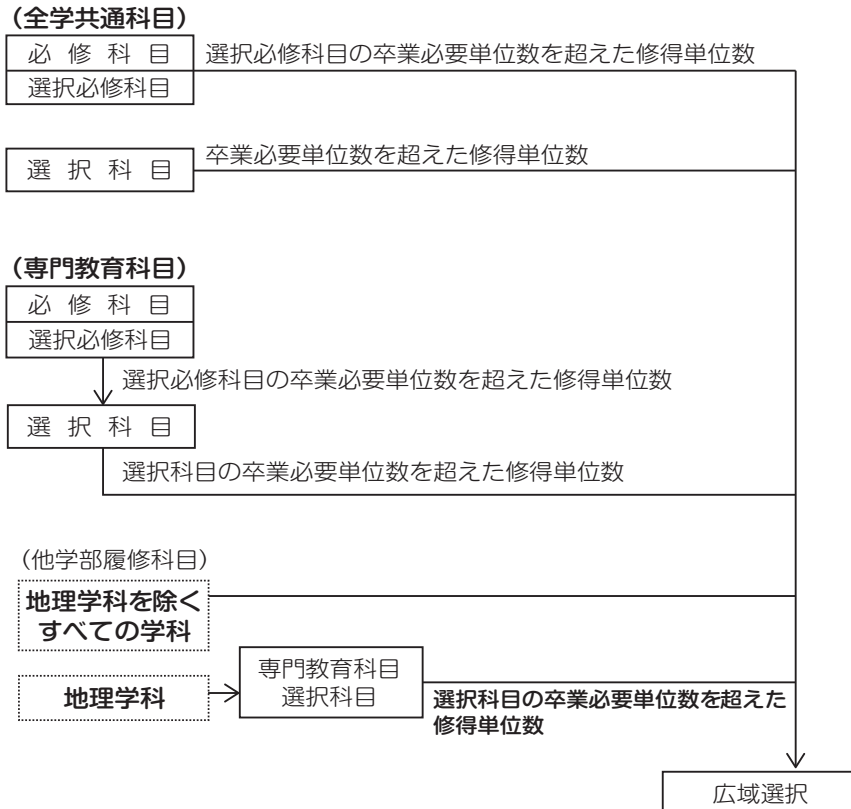 （全学共通科目）
必修科目
選択必修科目の卒業必要単位数を超えた修得単位数
選択必修科目
選択科目
卒業必要単位数を超えた修得単位数
（専門教育科目）
必修科目
選択必修科目
選択必修科目の卒業必要単位数を超えた修得単位数
選択科目
選択科目の卒業必要単位数を超えた修得単位数
（他学部履修科目）
地理学科を除く
すべての学科
地理学科
専門教育科目
選択科目
選択科目の卒業必要単位数を超えた
修得単位数
広域選択